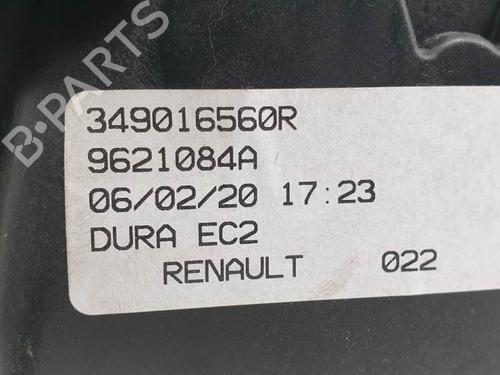 349016560R
9621084A
06/02/20 17:23
DURA EC2
RENAULT 022
B-PARTS